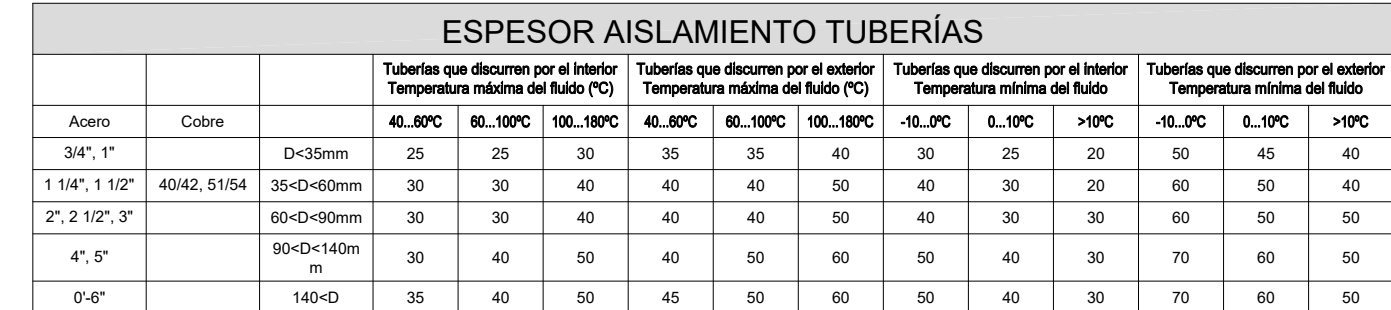 ESPESOR AISLAMIENTO TUBERÍAS
Tuberías que discurren por el interior Tuberías que discurren por el exterior Tuberías que discurren por el interior Tuberías que discurren por el exterior
Temperatura máxima del fluido (ºC) Temperatura máxima del fluido (ºC) Temperatura mínima del fluido Temperatura mínima del fluido
Acero Cobre 40...60ºC 60...100ºC 100...180ºC 40...60ºC 60...100ºC 100...180ºC -10...0ºC 0...10ºC >10ºC -10...0ºC 0...10ºC >10ºC
3/4", 1" D<35mm 25 25 30 35 35 40 30 25 20 50 45 40
1 1/4", 1 1/2" 40/42, 51/54 35<D<60mm 30 30 40 40 40 50 40 30 20 60 50 40
2", 2 1/2", 3" 60<D<90mm 30 30 40 40 40 50 40 30 30 60 50 50
4", 5" 90<D<140m
m 30 40 50 40 50 60 50 40 30 70 60 50
0'-6" 140<D 35 40 50 45 50 60 50 40 30 70 60 50